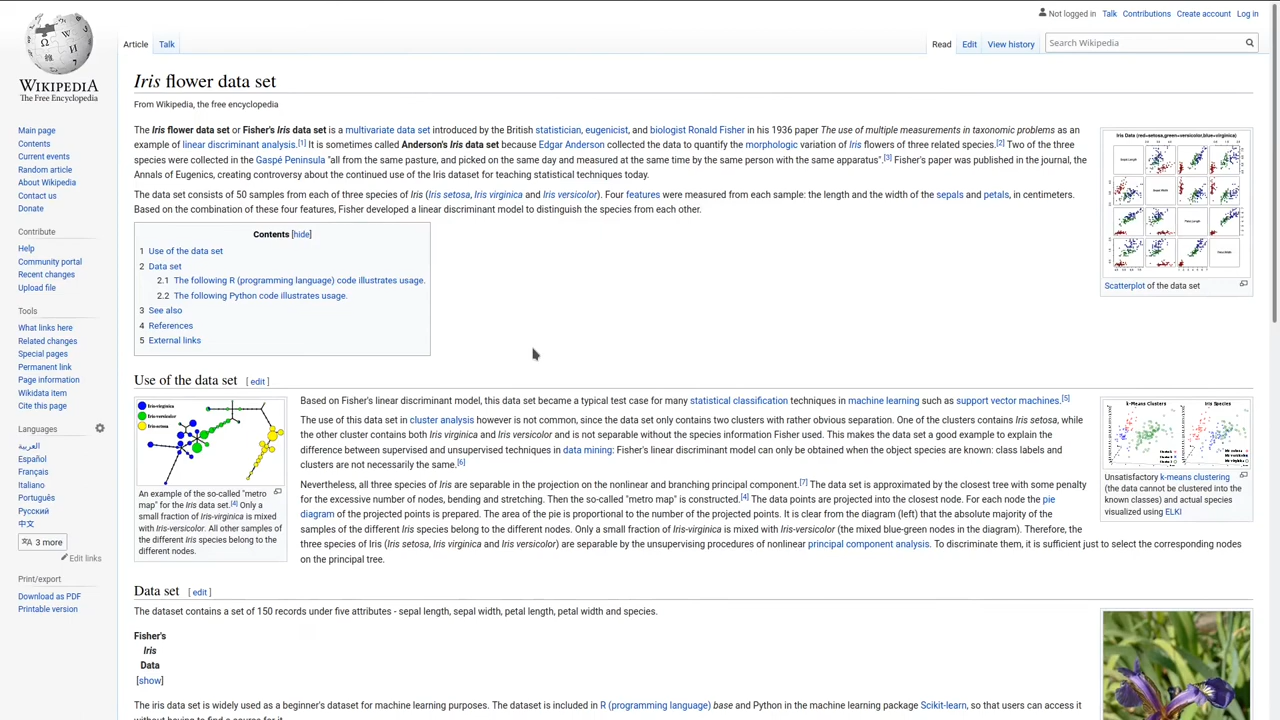 Not logged in Talk Contributions Create account Log in
Article Talk
Read Edit View history Search Wikipedia
WIKIPEDIA
The Free Encyclopedia
Main page
Contents
Current events
Random article
About Wikipedia
Contact us
Donate
Contribute
Help
Community portal
Recent changes
Upload file
Tools
What links here
Related changes
Special pages
Permanent link
Page information
Wikidata item
Cite this page
Languages
العربية
Español
Français
Italiano
Português
Русский
中文
3 more
Edit links
Print/export
Download as PDF
Printable version
Iris flower data set
From Wikipedia, the free encyclopedia
The Iris flower data set or Fisher's Iris data set is a multivariate data set introduced by the British statistician, eugenicist, and biologist Ronald Fisher in his 1936 paper The use of multiple measurements in taxonomic problems as an
example of linear discriminant analysis.[1] It is sometimes called Anderson's Iris data set because Edgar Anderson collected the data to quantify the morphologic variation of Iris flowers of three related species.[2] Two of the three
species were collected in the Gaspé Peninsula "all from the same pasture, and picked on the same day and measured at the same time by the same person with the same apparatus".[3] Fisher's paper was published in the journal, the
Annals of Eugenics, creating controversy about the continued use of the Iris dataset for teaching statistical techniques today.
The data set consists of 50 samples from each of three species of Iris (Iris setosa, Iris virginica and Iris versicolor). Four features were measured from each sample: the length and the width of the sepals and petals, in centimeters.
Based on the combination of these four features, Fisher developed a linear discriminant model to distinguish the species from each other.
Iris Data (red=setosa,green=versicolor,blue=virginica)
Scatterplot of the data set
Contents [hide]
1 Use of the data set
2 Data set
2.1 The following R (programming language) code illustrates usage.
2.2 The following Python code illustrates usage.
3 See also
4 References
5 External links
Use of the data set [ edit ]
Iris-virginica
Iris-versicolor
Iris-setosa
An example of the so-called "metro
map" for the Iris data set.[4] Only a
small fraction of Iris-virginica is mixed
with Iris-versicolor. All other samples of
the different Iris species belong to the
different nodes.
Based on Fisher's linear discriminant model, this data set became a typical test case for many statistical classification techniques in machine learning such as support vector machines.[5]
The use of this data set in cluster analysis however is not common, since the data set only contains two clusters with rather obvious separation. One of the clusters contains Iris setosa, while
the other cluster contains both Iris virginica and Iris versicolor and is not separable without the species information Fisher used. This makes the data set a good example to explain the
difference between supervised and unsupervised techniques in data mining: Fisher's linear discriminant model can only be obtained when the object species are known: class labels and
clusters are not necessarily the same.[6]
Nevertheless, all three species of Iris are separable in the projection on the nonlinear and branching principal component.[7] The data set is approximated by the closest tree with some penalty
for the excessive number of nodes, bending and stretching. Then the so-called "metro map" is constructed.[4] The data points are projected into the closest node. For each node the pie
diagram of the projected points is prepared. The area of the pie is proportional to the number of the projected points. It is clear from the diagram (left) that the absolute majority of the
samples of the different Iris species belong to the different nodes. Only a small fraction of Iris-virginica is mixed with Iris-versicolor (the mixed blue-green nodes in the diagram). Therefore, the
three species of Iris (Iris setosa, Iris virginica and Iris versicolor) are separable by the unsupervising procedures of nonlinear principal component analysis. To discriminate them, it is sufficient just to select the corresponding nodes
on the principal tree.
k-Means Clusters Iris Species
Unsatisfactory k-means clustering
(the data cannot be clustered into the
known classes) and actual species
visualized using ELKI
Data set [ edit ]
The dataset contains a set of 150 records under five attributes - sepal length, sepal width, petal length, petal width and species.
Fisher's
Iris
Data
[show]
The iris data set is widely used as a beginner's dataset for machine learning purposes. The dataset is included in R (programming language) base and Python in the machine learning package Scikit-learn, so that users can access it
without having to find a source for it.